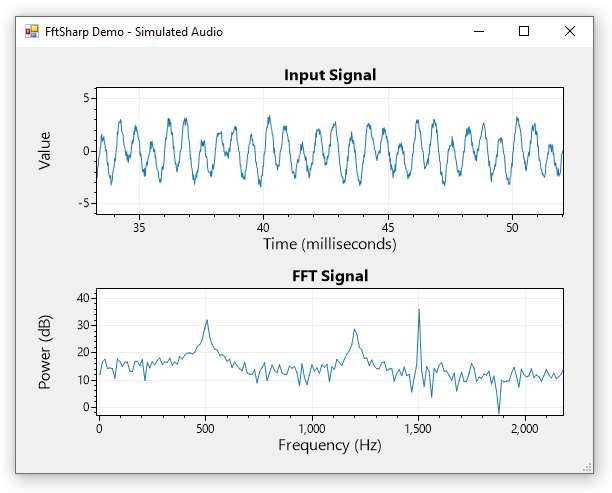 FftSharp Demo - Simulated Audio
Input Signal
Value
5
0
-5
35
40
45
50
Time (milliseconds)
FFT Signal
Power (dB)
40
30
20
10
0
0
500
1,000
1,500
2,000
Frequency (Hz)